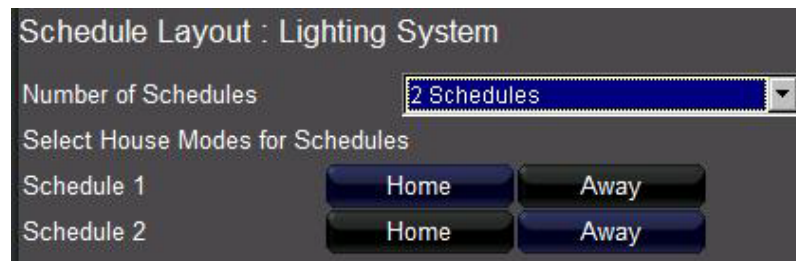 Schedule Layout : Lighting System
Number of Schedules 2 Schedules
Select House Modes for Schedules
Schedule 1 Home Away
Schedule 2 Home Away